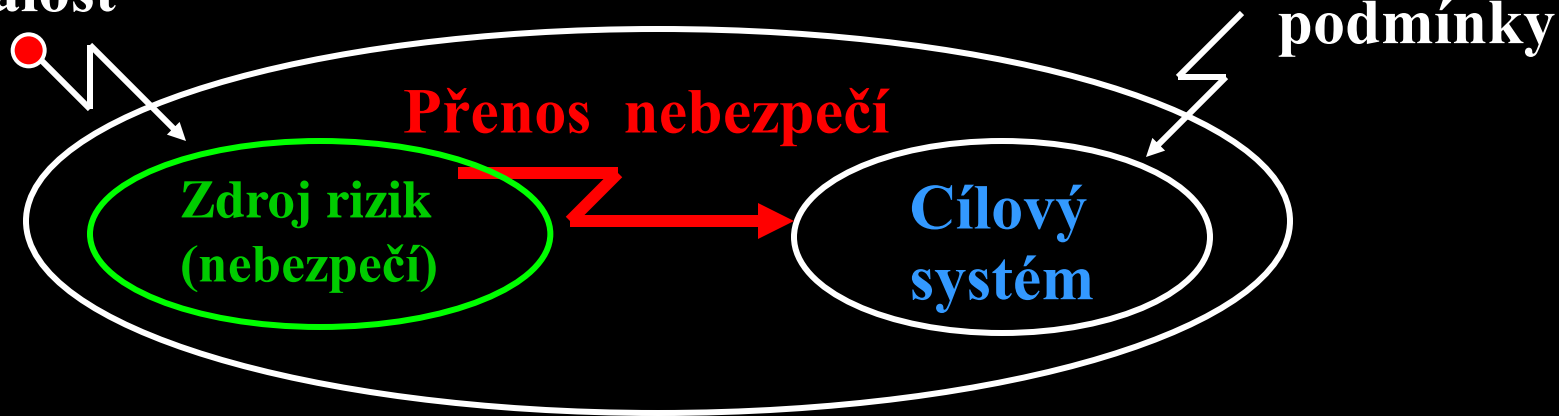 podmínky
Přenos nebezpečí
Zdroj rizik
(nebezpečí)
Cílový
systém